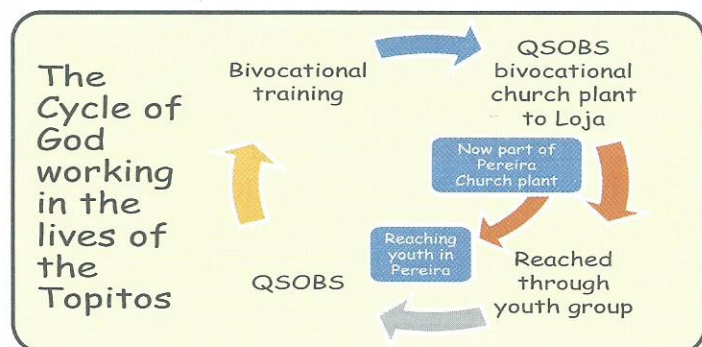 The
Cycle of
God
working
in the
lives of
the
Topitos
Bivocational
training
QSOBS
bivocational
church plant
to Loja
Now part of
Pereira
Church plant
Reaching
youth in
Pereira
Reached
through
youth group
QSOBS